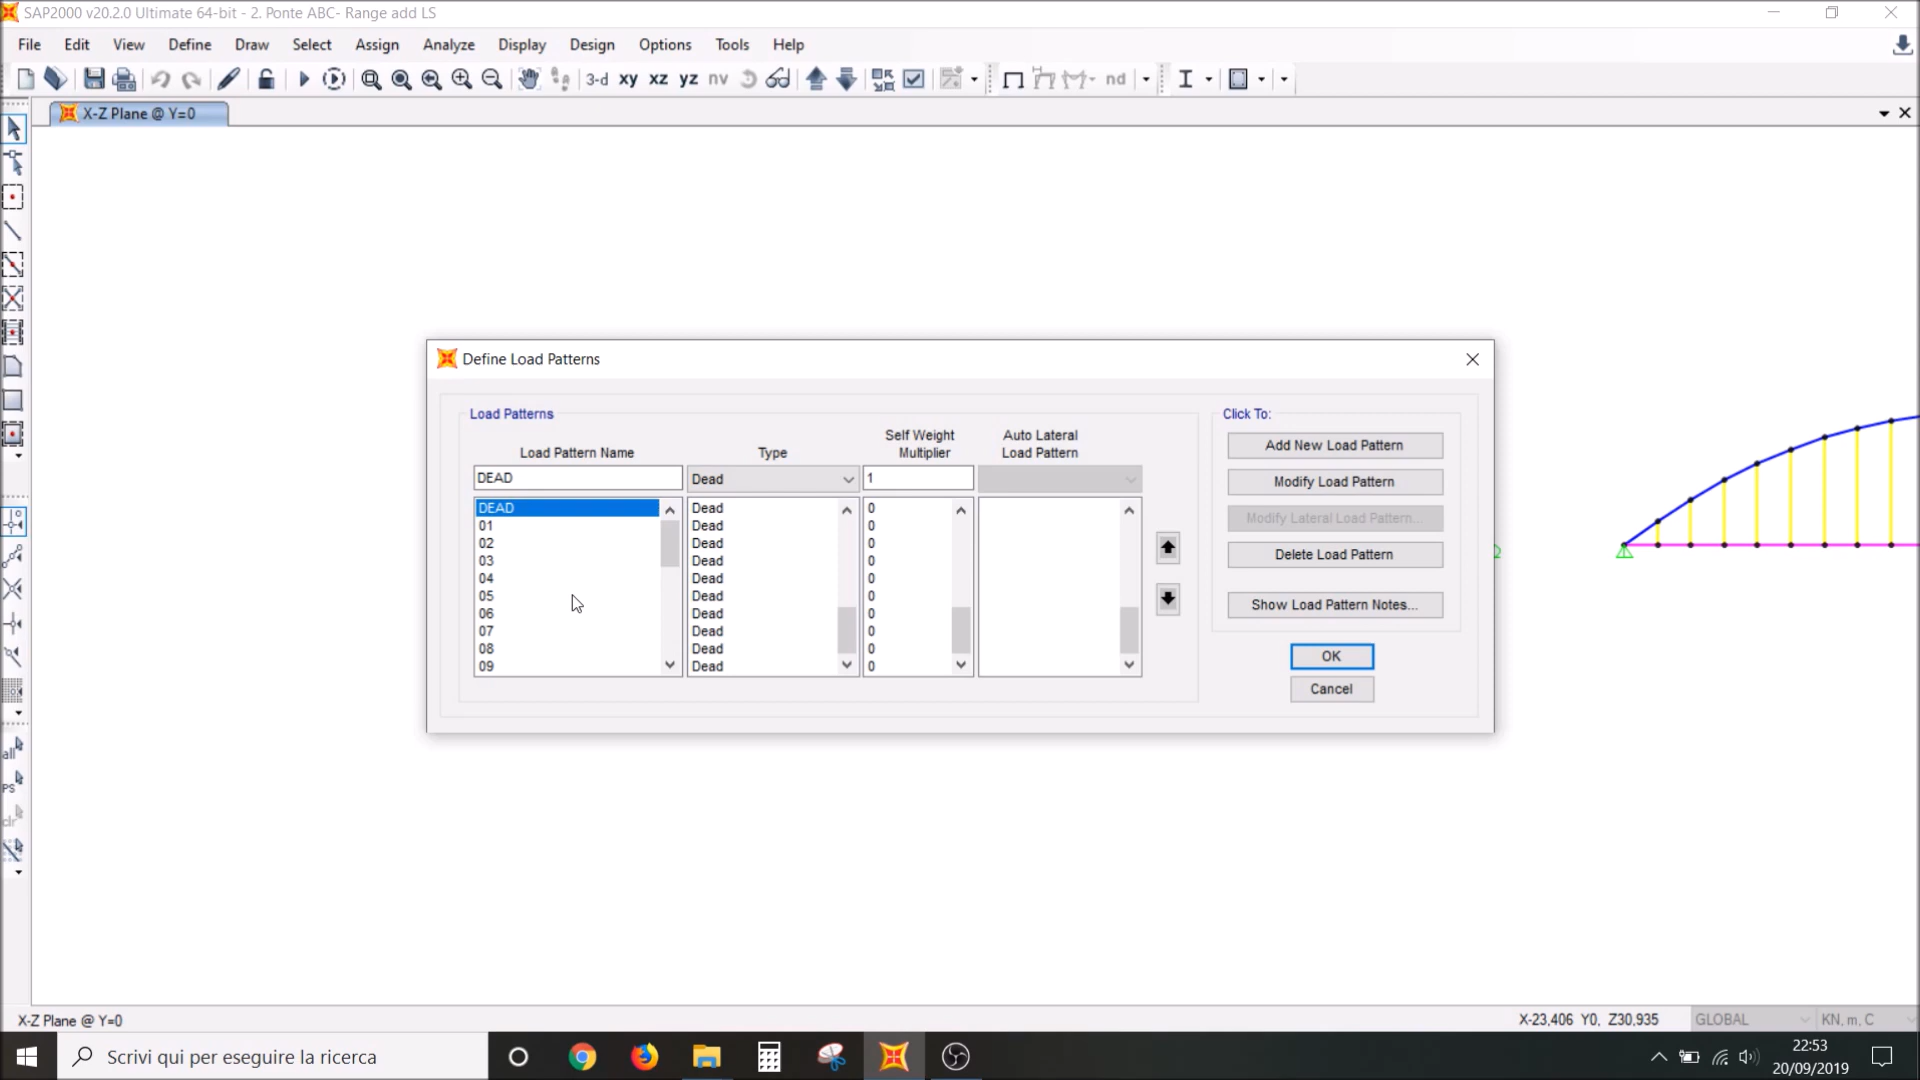 SAP2000 v20.2.0 Ultimate 64-bit - 2. Ponte ABC- Range add LS
File Edit View Define Draw Select Assign Analyze Display Design Options Tools Help
3-d xy xz yz nv nd
X-Z Plane @ Y=0
Define Load Patterns
Load Patterns
Click To:
Load Pattern Name Type Self Weight Multiplier Auto Lateral Load Pattern
DEAD Dead 1
DEAD Dead 0
01 Dead 0
02 Dead 0
03 Dead 0
04 Dead 0
05 Dead 0
06 Dead 0
07 Dead 0
08 Dead 0
09 Dead 0
Add New Load Pattern
Modify Load Pattern
Modify Lateral Load Pattern...
Delete Load Pattern
Show Load Pattern Notes...
OK
Cancel
all
PS
clr
X-Z Plane @ Y=0
X-23,406 Y0, Z30,935
GLOBAL
KN, m, C
Scrivi qui per eseguire la ricerca
22:53
20/09/2019